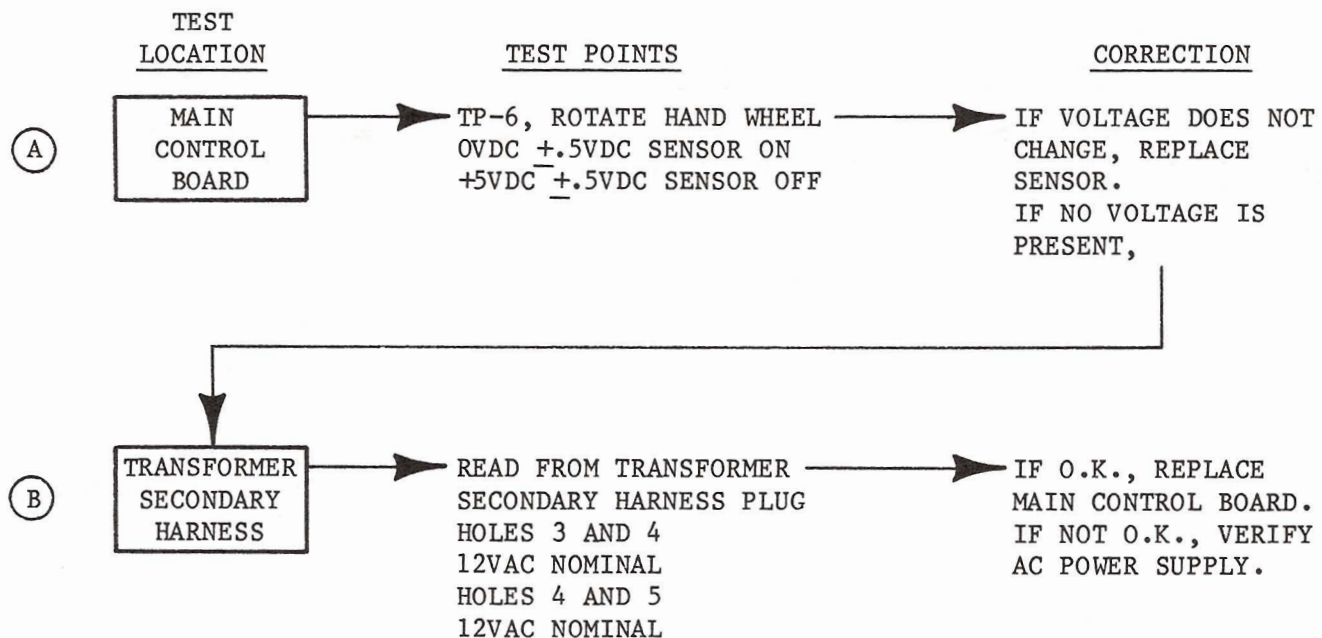 TEST
LOCATION
TEST POINTS
CORRECTION
A
MAIN
CONTROL
BOARD
TP-6, ROTATE HAND WHEEL
0VDC ±.5VDC SENSOR ON
+5VDC ±.5VDC SENSOR OFF
IF VOLTAGE DOES NOT
CHANGE, REPLACE
SENSOR.
IF NO VOLTAGE IS
PRESENT,
B
TRANSFORMER
SECONDARY
HARNESS
READ FROM TRANSFORMER
SECONDARY HARNESS PLUG
HOLES 3 AND 4
12VAC NOMINAL
HOLES 4 AND 5
12VAC NOMINAL
IF O.K., REPLACE
MAIN CONTROL BOARD.
IF NOT O.K., VERIFY
AC POWER SUPPLY.